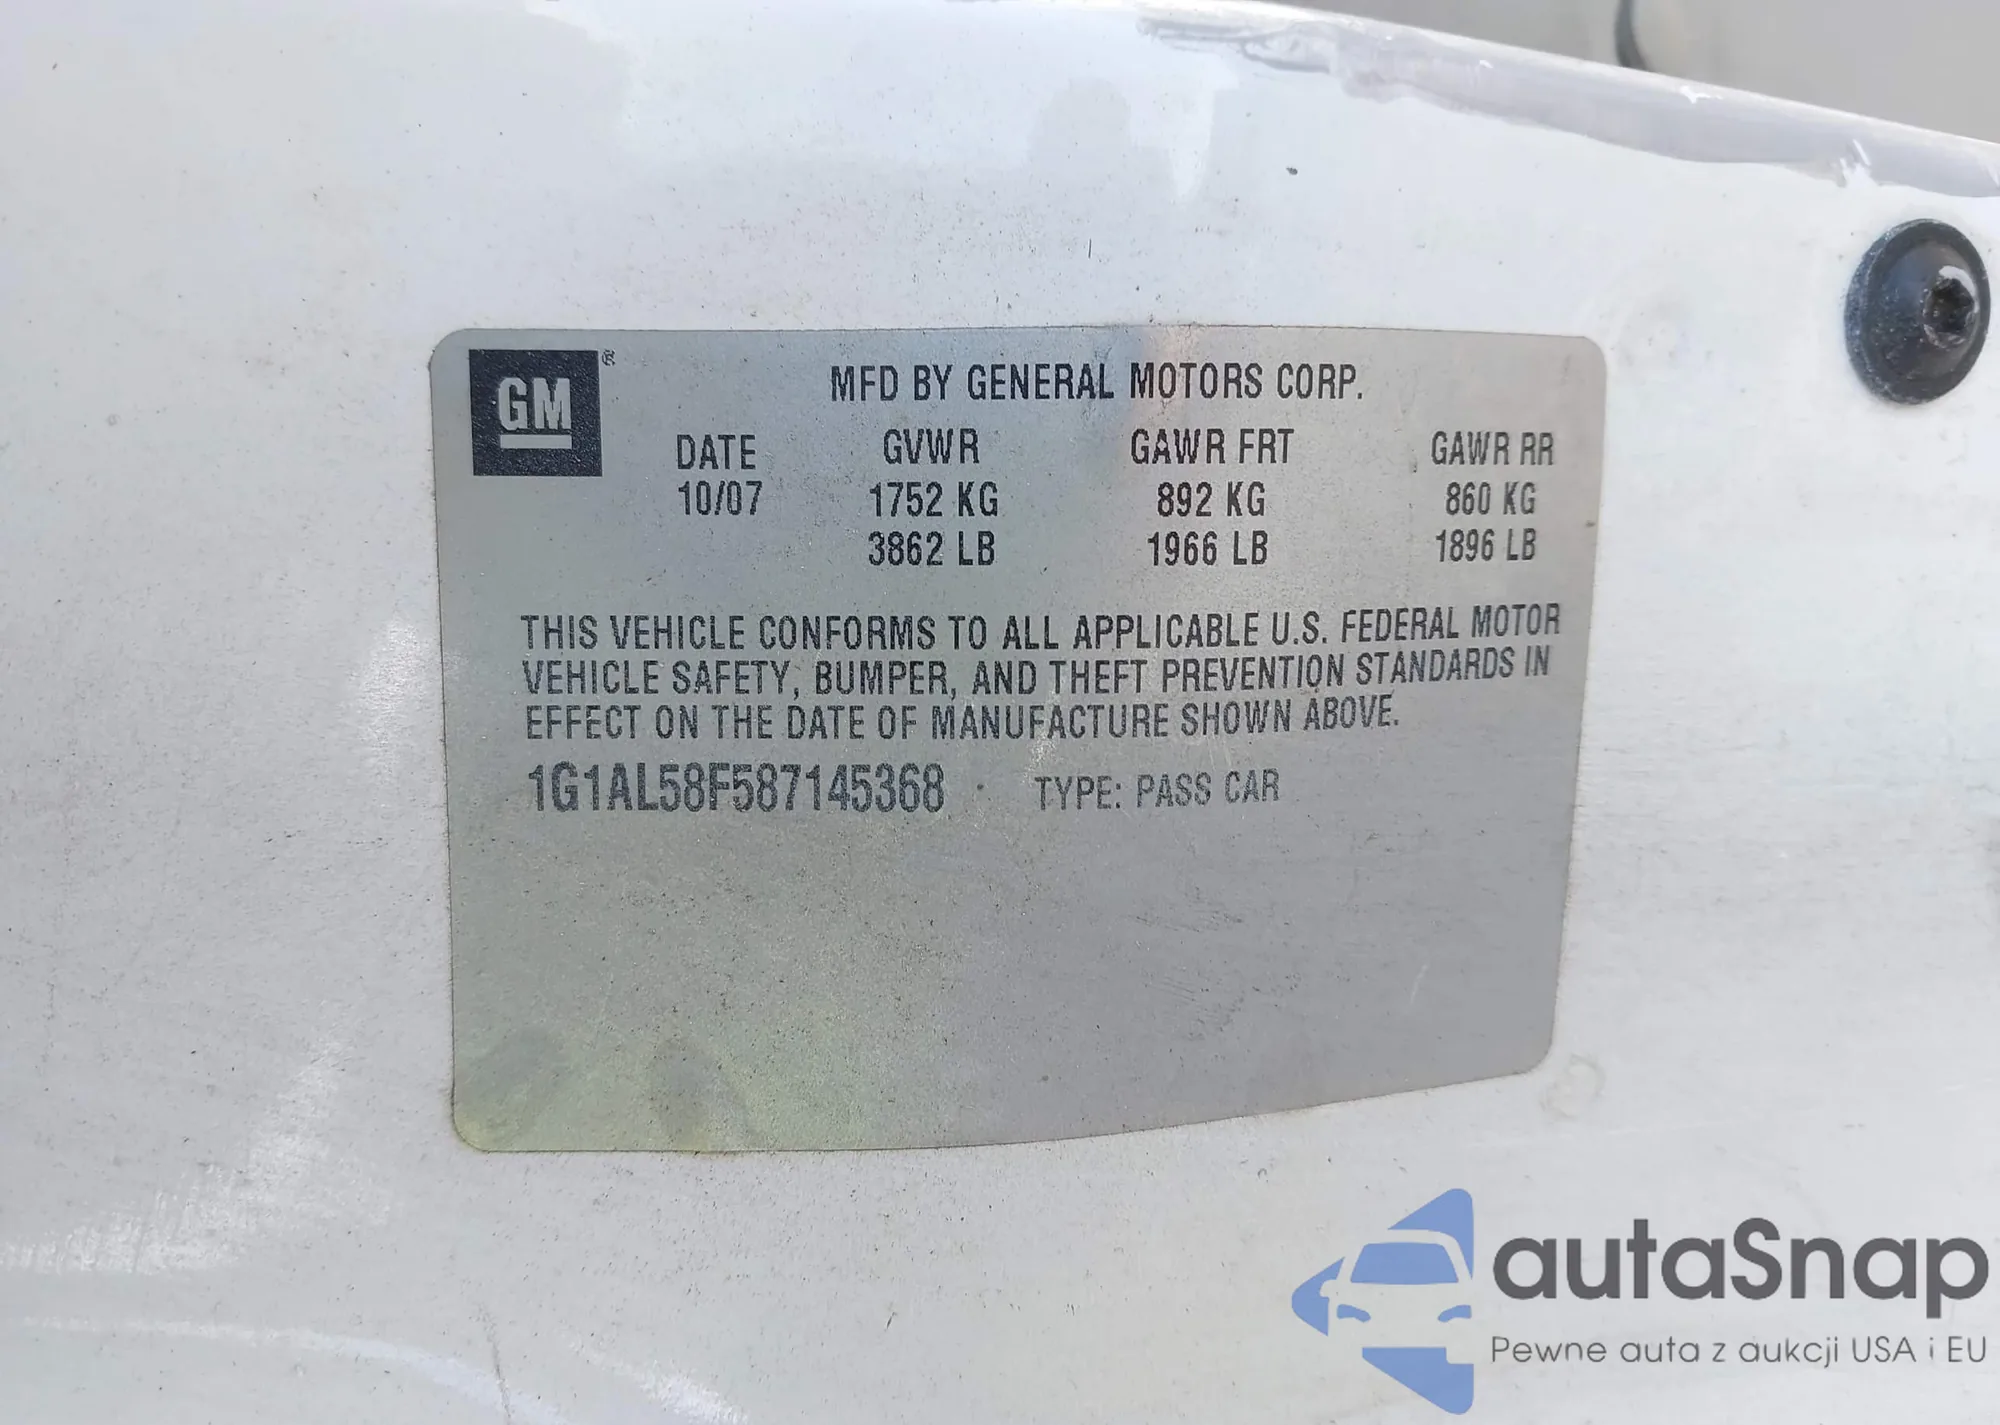 GM ®
MFD BY GENERAL MOTORS CORP.
DATE GVWR GAWR FRT GAWR RR
10/07 1752 KG 892 KG 860 KG
3862 LB 1966 LB 1896 LB
THIS VEHICLE CONFORMS TO ALL APPLICABLE U.S. FEDERAL MOTOR
VEHICLE SAFETY, BUMPER, AND THEFT PREVENTION STANDARDS IN
EFFECT ON THE DATE OF MANUFACTURE SHOWN ABOVE.
1G1AL58F587145368 TYPE: PASS CAR
autaSnap
Pewne auta z aukcji USA i EU